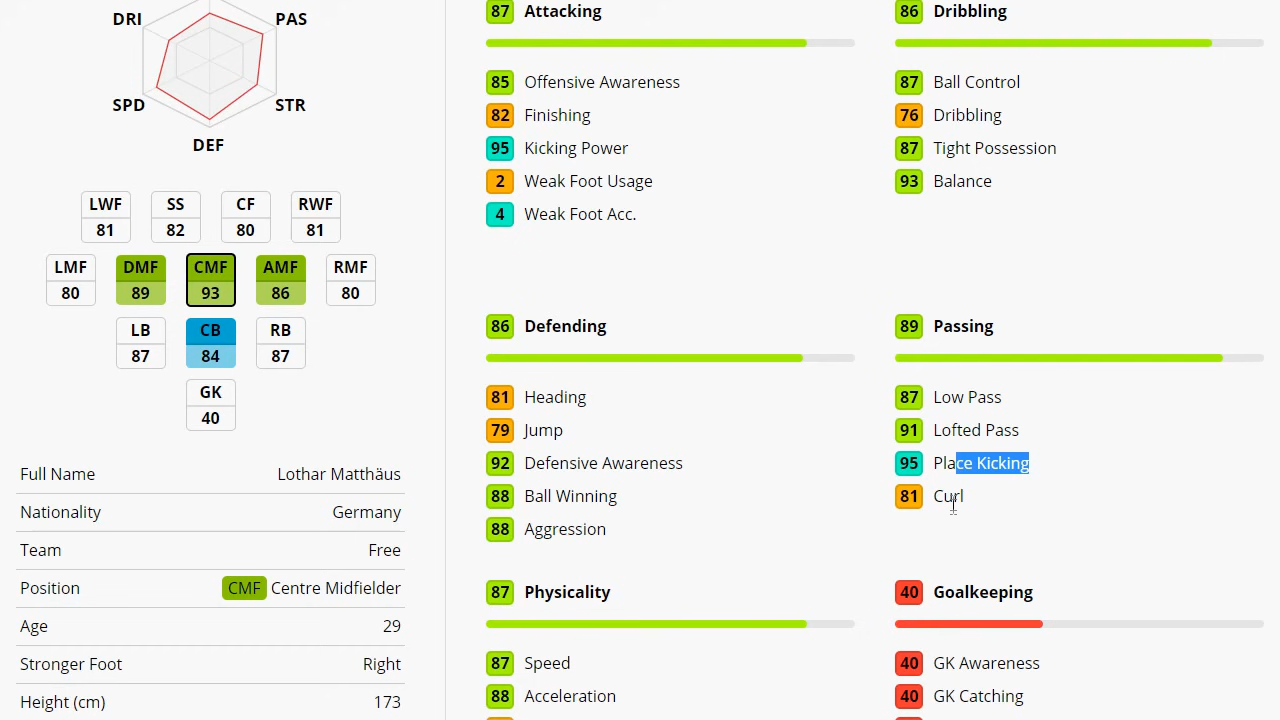 DRI
PAS
SPD
STR
DEF
LWF
SS
CF
RWF
81
82
80
81
LMF
DMF
CMF
AMF
RMF
80
89
93
86
80
LB
CB
RB
87
84
87
GK
40
Full Name Lothar Matthäus
Nationality Germany
Team Free
Position CMF Centre Midfielder
Age 29
Stronger Foot Right
Height (cm) 173
87 Attacking
85 Offensive Awareness
82 Finishing
95 Kicking Power
2 Weak Foot Usage
4 Weak Foot Acc.
86 Dribbling
87 Ball Control
76 Dribbling
87 Tight Possession
93 Balance
86 Defending
81 Heading
79 Jump
92 Defensive Awareness
88 Ball Winning
88 Aggression
89 Passing
87 Low Pass
91 Lofted Pass
95 Place Kicking
81 Curl
87 Physicality
87 Speed
88 Acceleration
40 Goalkeeping
40 GK Awareness
40 GK Catching